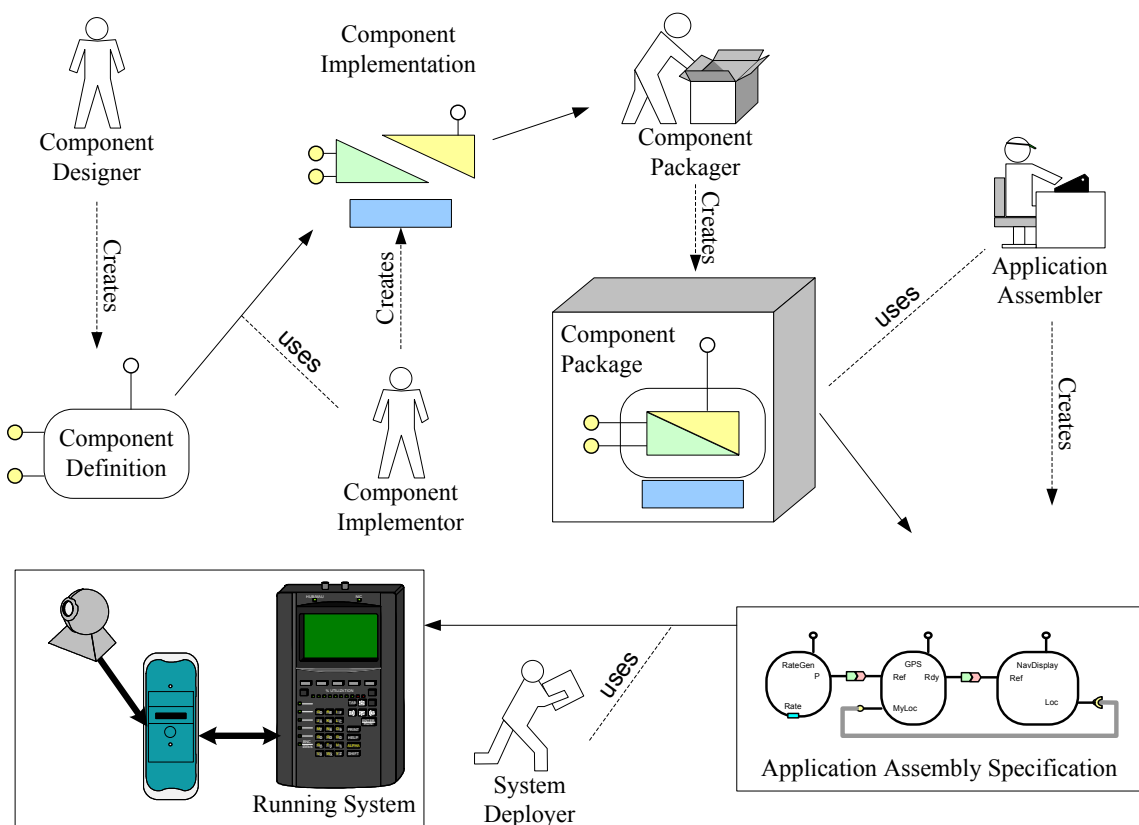 Component
Designer
Creates
Component
Definition
uses
Component
Implementation
Creates
Component
Implementor
Component
Packager
Creates
Component
Package
uses
Application
Assembler
Creates
Running System
uses
System
Deployer
RateGen
P
Rate
GPS
Ref Rdy
MyLoc
NavDisplay
Ref
Loc
Application Assembly Specification
% UTILIZATION